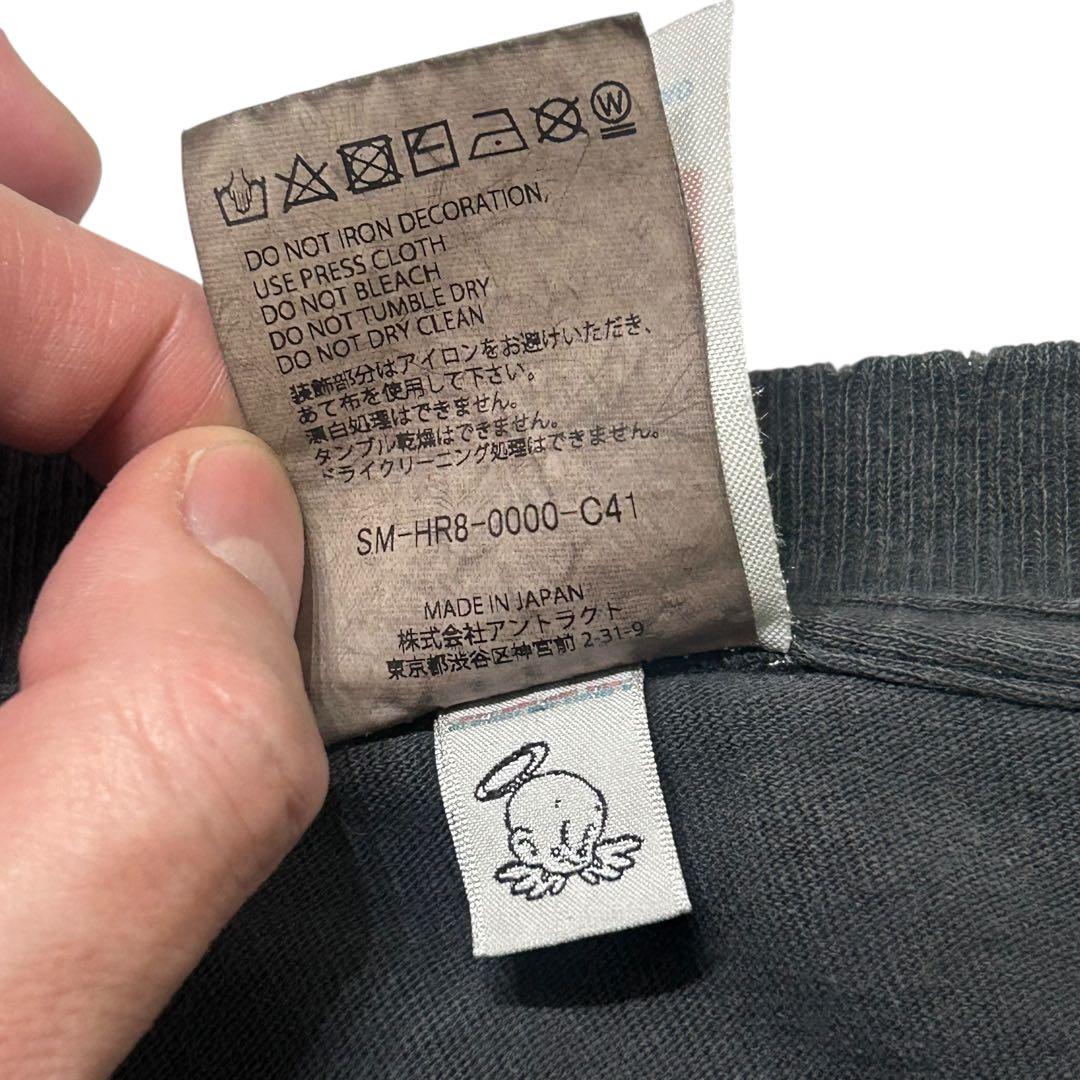 W
DO NOT IRON DECORATION,
USE PRESS CLOTH
DO NOT BLEACH
DO NOT TUMBLE DRY
DO NOT DRY CLEAN
装飾部分はアイロンをお避けいただき、
あて布を使用して下さい。
漂白処理はできません。
タンブル乾燥はできません。
ドライクリーニング処理はできません。
SM-HR8-0000-C41
MADE IN JAPAN
株式会社アントラクト
東京都渋谷区神宮前 2-31-9